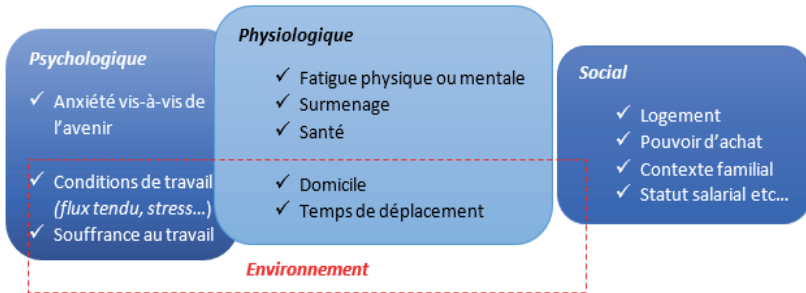 Psychologique
✓ Anxiété vis-à-vis de
l'avenir
✓ Conditions de travail
(flux tendu, stress...)
✓ Souffrance au travail
Physiologique
✓ Fatigue physique ou mentale
✓ Surmenage
✓ Santé
✓ Domicile
✓ Temps de déplacement
Social
✓ Logement
✓ Pouvoir d'achat
✓ Contexte familial
✓ Statut salarial etc...
Environnement